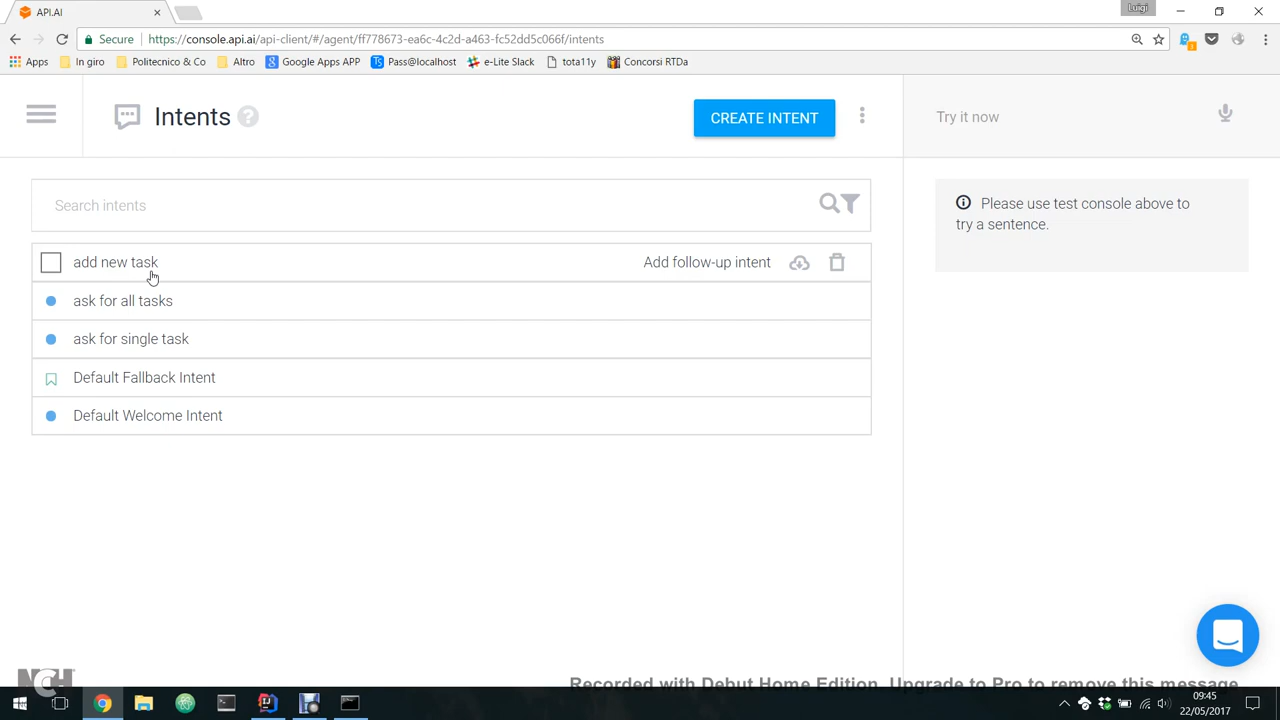 API.AI
Luigi
Secure https://console.api.ai/api-client/#/agent/ff778673-ea6c-4c2d-a463-fc52dd5c066f/intents
3
Apps In giro Politecnico & Co Altro Google Apps APP Pass@localhost e-Lite Slack tota11y Concorsi RTDa
Intents ?
CREATE INTENT
Try it now
Search intents
Please use test console above to
try a sentence.
add new task
Add follow-up intent
ask for all tasks
ask for single task
Default Fallback Intent
Default Welcome Intent
NCH
Recorded with Debut Home Edition. Upgrade to Pro to remove this message
09:45
22/05/2017